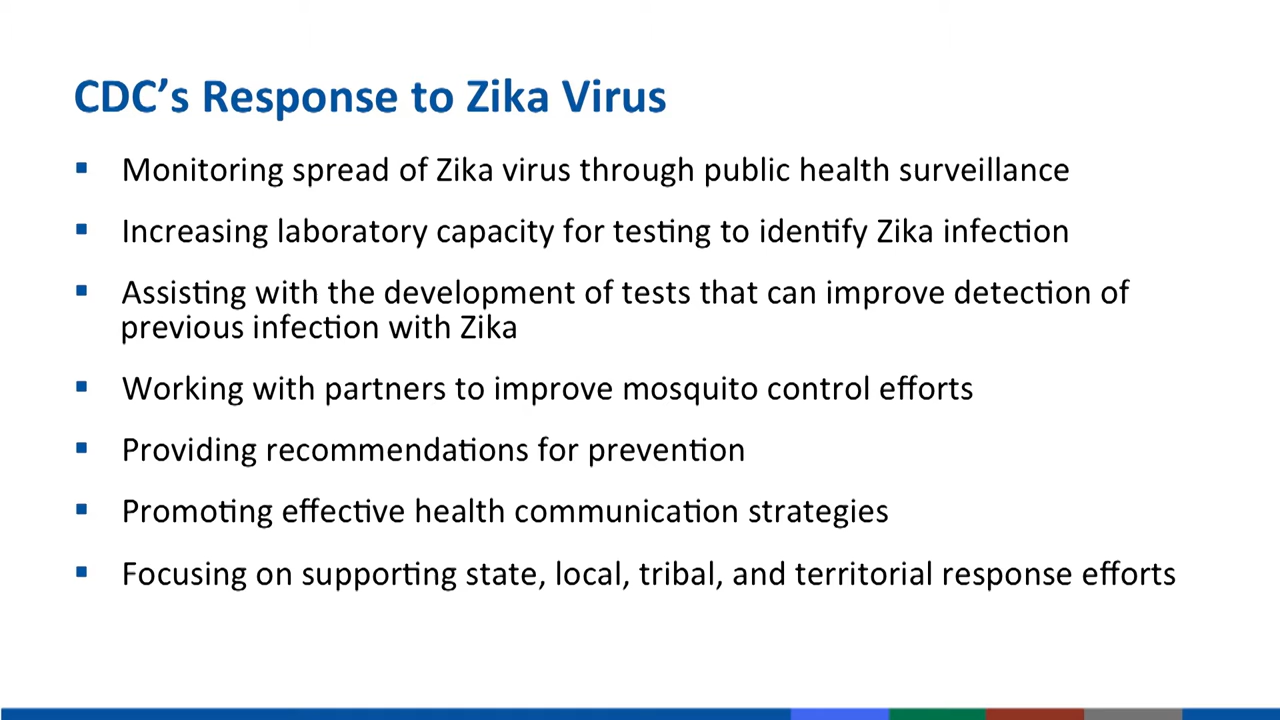 CDC’s Response to Zika Virus
▪ Monitoring spread of Zika virus through public health surveillance
▪ Increasing laboratory capacity for testing to identify Zika infection
▪ Assisting with the development of tests that can improve detection of
previous infection with Zika
▪ Working with partners to improve mosquito control efforts
▪ Providing recommendations for prevention
▪ Promoting effective health communication strategies
▪ Focusing on supporting state, local, tribal, and territorial response efforts